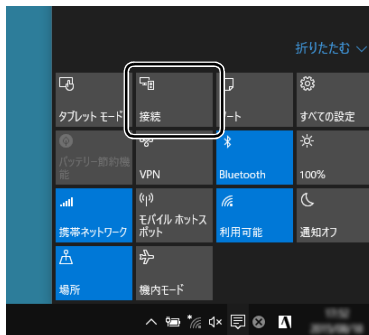 折りたたむ
タブレット モード
接続
ノート
すべての設定
バッテリー節約機
能
VPN
Bluetooth
100%
携帯ネットワーク
モバイル ホットス
ポット
利用可能
通知オフ
場所
機内モード